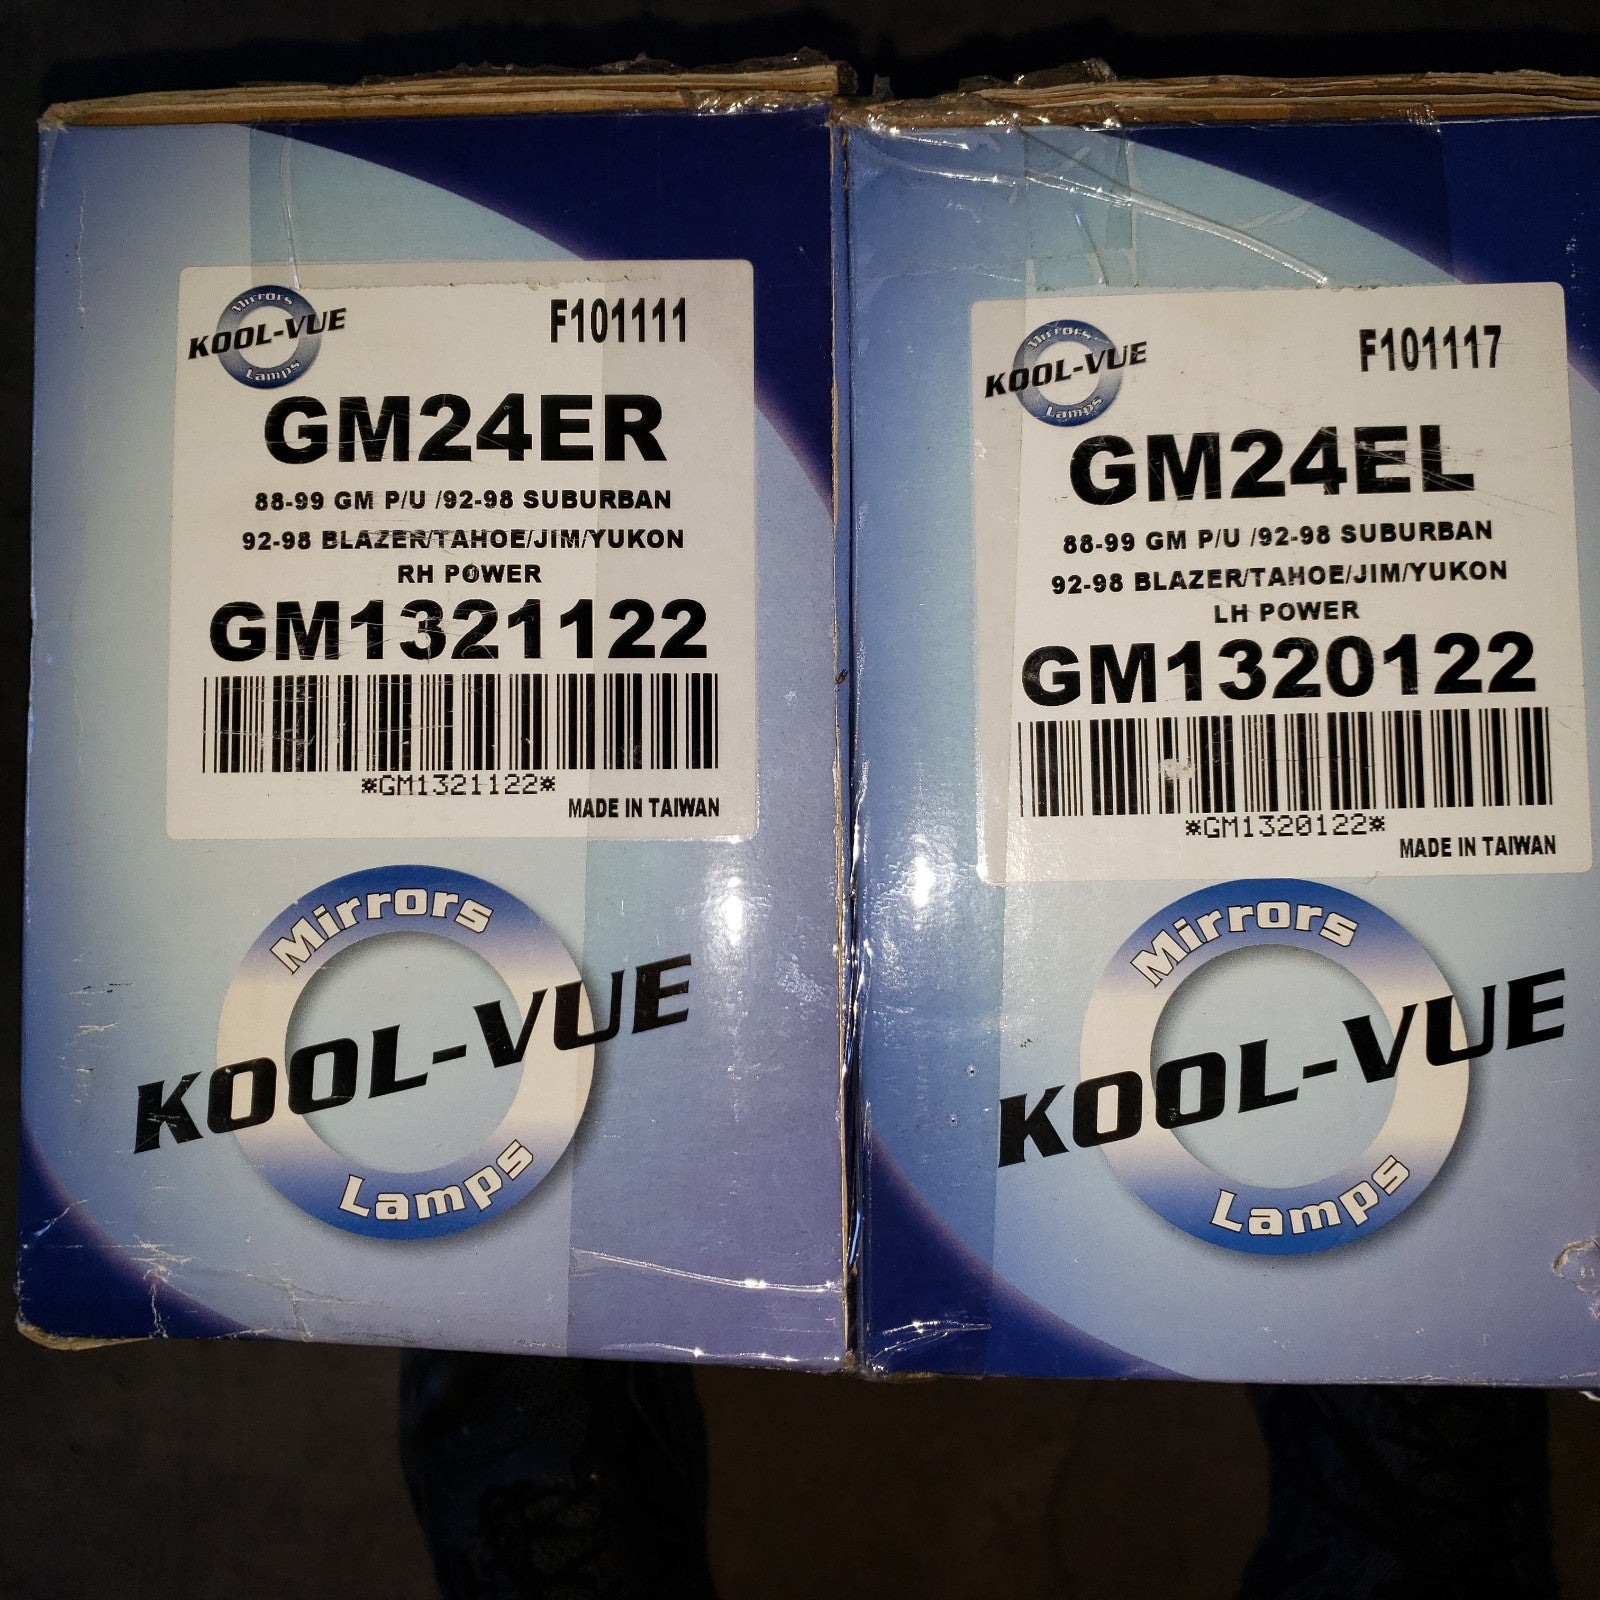 Mirrors
KOOL-VUE
Lamps
F101111
GM24ER
88-99 GM P/U /92-98 SUBURBAN
92-98 BLAZER/TAHOE/JIM/YUKON
RH POWER
GM1321122
*GM1321122*
MADE IN TAIWAN
Mirrors
KOOL-VUE
Lamps
Mirrors
KOOL-VUE
Lamps
F101117
GM24EL
88-99 GM P/U /92-98 SUBURBAN
92-98 BLAZER/TAHOE/JIM/YUKON
LH POWER
GM1320122
*GM1320122*
MADE IN TAIWAN
Mirrors
KOOL-VUE
Lamps